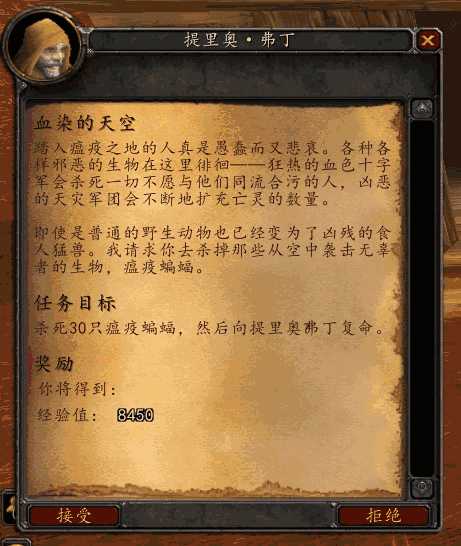 提里奥·弗丁
血染的天空
踏入瘟疫之地的人真是愚蠢而又悲哀。各种各
样邪恶的生物在这里徘徊——狂热的血色十字
军会杀死一切不愿与他们同流合污的人，凶恶
的天灾军团会不断地扩充亡灵的数量。
即使是普通的野生动物也已经变为了凶残的食
人猛兽。我请求你去杀掉那些从空中袭击无辜
者的生物，瘟疫蝙蝠。
任务目标
杀死30只瘟疫蝙蝠，然后向提里奥弗丁复命。
奖励
你将得到：
经验值： 8450
接受
拒绝